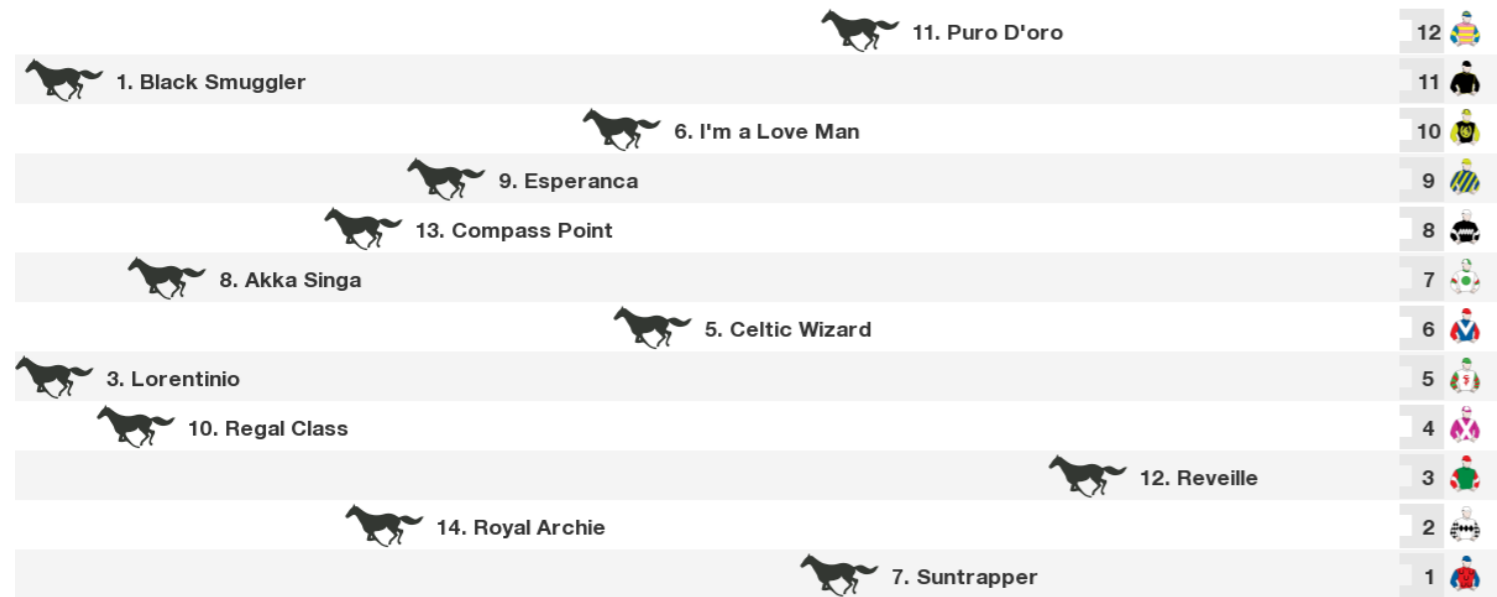 11. Puro D'oro 12
1. Black Smuggler 11
6. I'm a Love Man 10
9. Esperanca 9
13. Compass Point 8
8. Akka Singa 7
5. Celtic Wizard 6
3. Lorentinio 5
10. Regal Class 4
12. Reveille 3
14. Royal Archie 2
7. Suntrapper 1